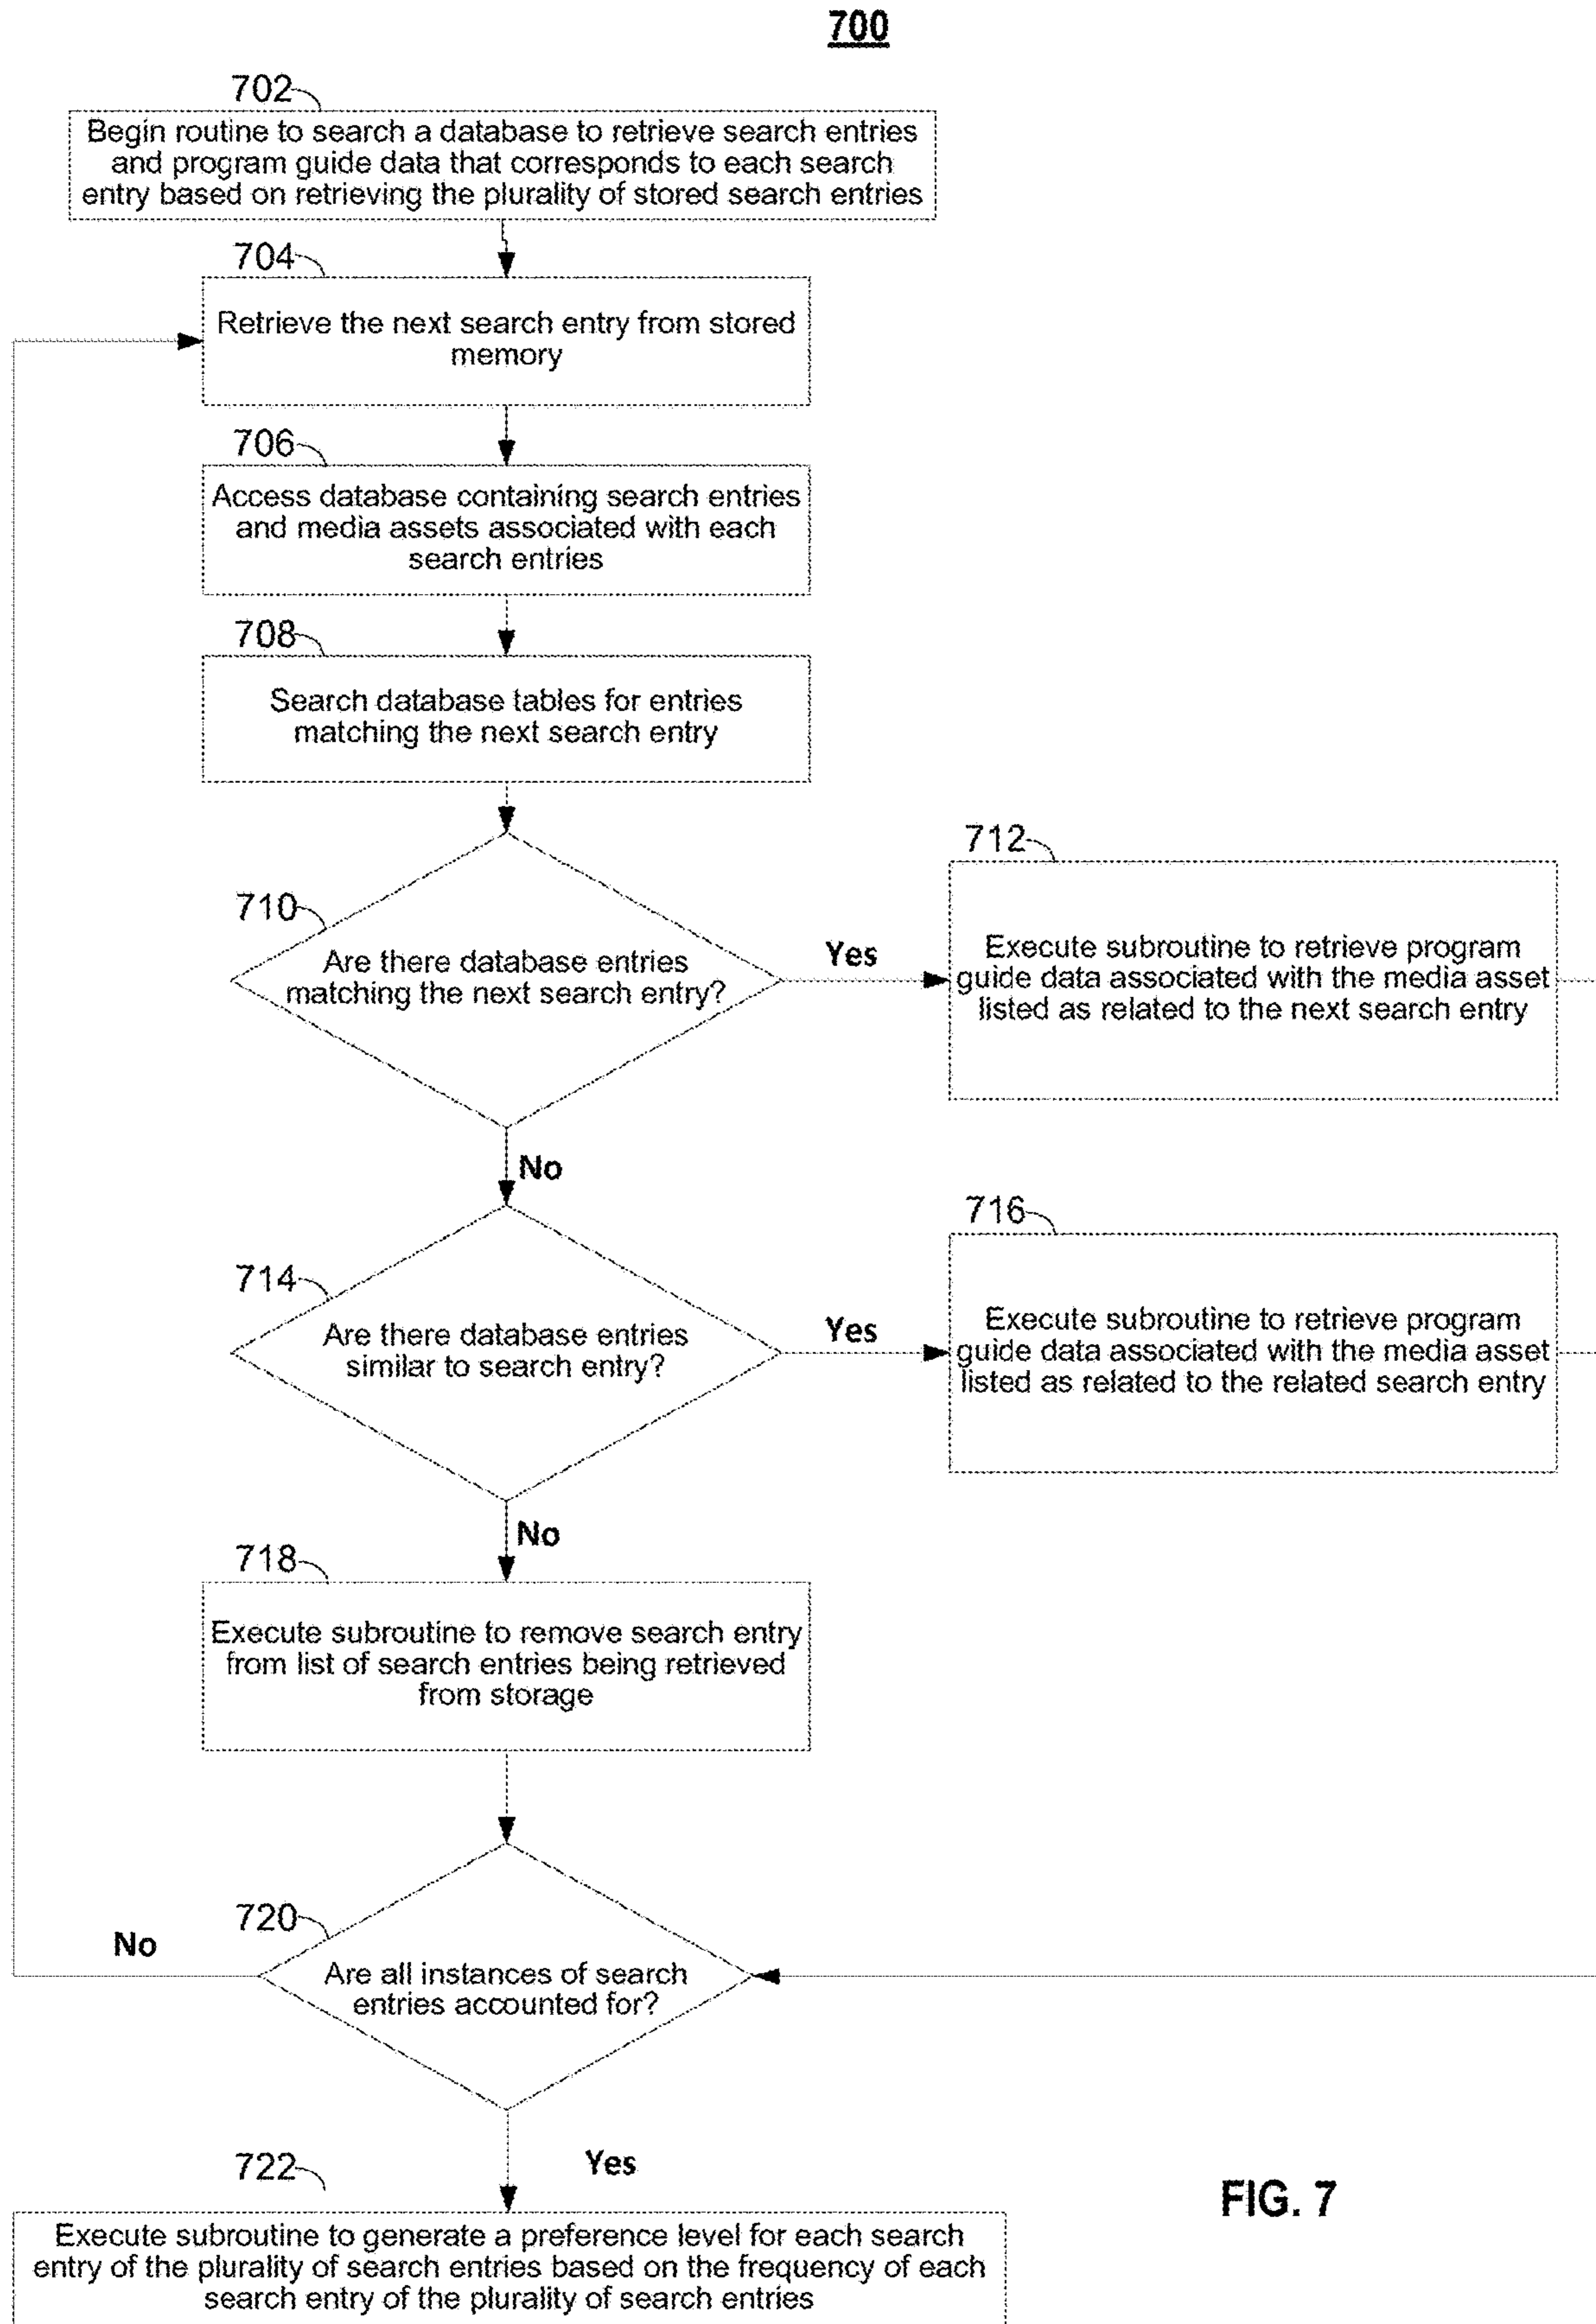 700
702
Begin routine to search a database to retrieve search entries
and program guide data that corresponds to each search
entry based on retrieving the plurality of stored search entries
704
Retrieve the next search entry from stored
memory
706
Access database containing search entries
and media assets associated with each
search entries
708
Search database tables for entries
matching the next search entry
710
Are there database entries
matching the next search entry?
Yes
712
Execute subroutine to retrieve program
guide data associated with the media asset
listed as related to the next search entry
No
714
Are there database entries
similar to search entry?
Yes
716
Execute subroutine to retrieve program
guide data associated with the media asset
listed as related to the related search entry
No
718
Execute subroutine to remove search entry
from list of search entries being retrieved
from storage
720
Are all instances of search
entries accounted for?
No
Yes
722
Execute subroutine to generate a preference level for each search
entry of the plurality of search entries based on the frequency of each
search entry of the plurality of search entries
FIG. 7